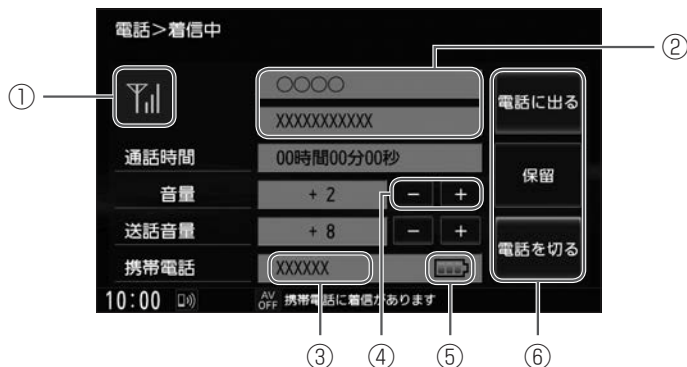 電話>着信中
②
①
○○○○
XXXXXXXXXXX
電話に出る
通話時間 00時間00分00秒
保留
音量 + 2 - +
送話音量 + 8 - +
電話を切る
携帯電話 XXXXXX
10:00 AV OFF 携帯電話に着信があります
③ ④ ⑤ ⑥